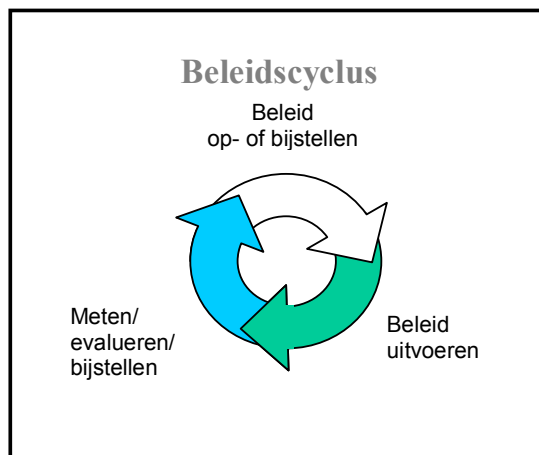 Beleidscyclus
Beleid
op- of bijstellen
Meten/
evalueren/
bijstellen
Beleid
uitvoeren